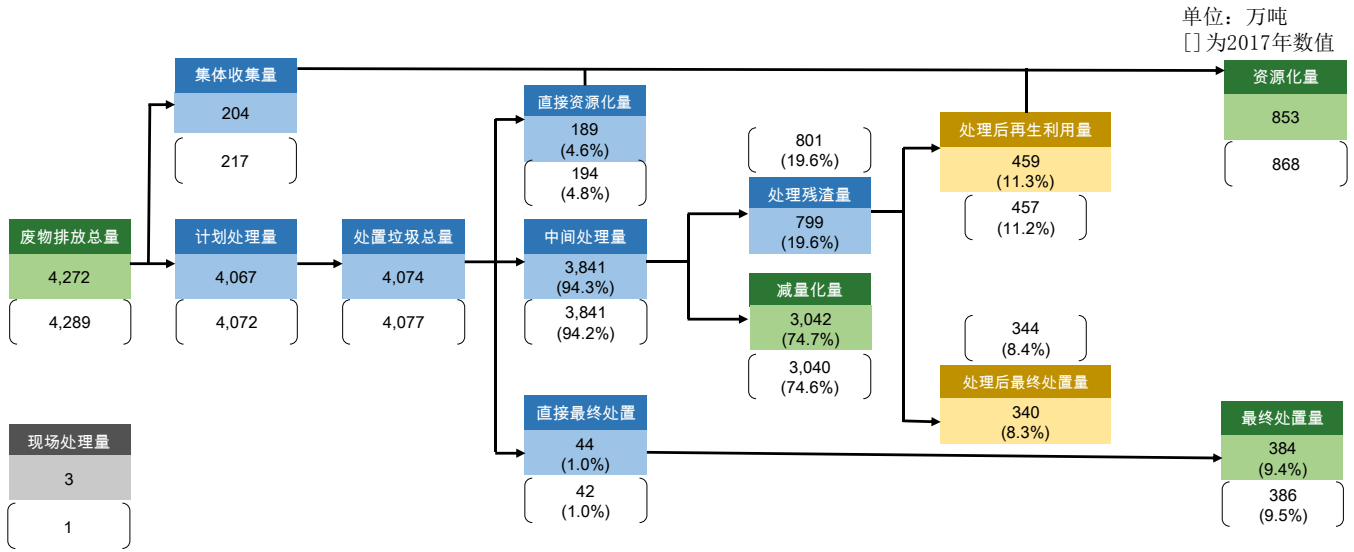 单位：万吨
[]为2017年数值
集体收集量
204
217
废物排放总量
4,272
4,289
计划处理量
4,067
4,072
处置垃圾总量
4,074
4,077
直接资源化量
189
(4.6%)
194
(4.8%)
中间处理量
3,841
(94.3%)
3,841
(94.2%)
直接最终处置
44
(1.0%)
42
(1.0%)
801
(19.6%)
处理残渣量
799
(19.6%)
减量化量
3,042
(74.7%)
3,040
(74.6%)
处理后再生利用量
459
(11.3%)
457
(11.2%)
344
(8.4%)
处理后最终处置量
340
(8.3%)
资源化量
853
868
最终处置量
384
(9.4%)
386
(9.5%)
现场处理量
3
1